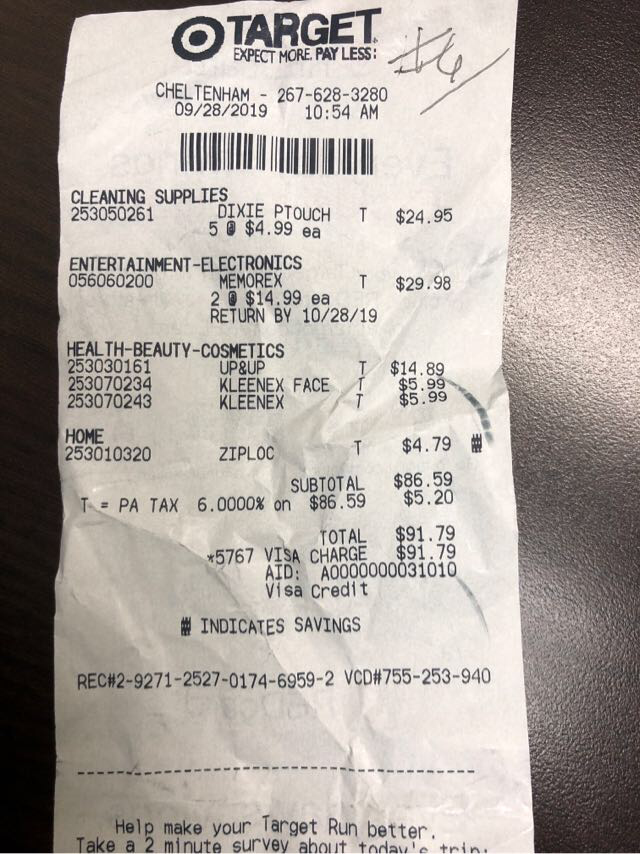 TARGET
#6
EXPECT MORE. PAY LESS:
CHELTENHAM - 267-628-3280
09/28/2019 10:54 AM
CLEANING SUPPLIES
253050261 DIXIE PTOUCH T $24.95
5 @ $4.99 ea
ENTERTAINMENT-ELECTRONICS
056060200 MEMOREX T $29.98
2 @ $14.99 ea
RETURN BY 10/28/19
HEALTH-BEAUTY-COSMETICS
253030161 UP&UP T $14.89
253070234 KLEENEX FACE T $5.99
253070243 KLEENEX T $5.99
HOME
253010320 ZIPLOC T $4.79 #
SUBTOTAL $86.59
T = PA TAX 6.0000% on $86.59 $5.20
TOTAL $91.79
*5767 VISA CHARGE $91.79
AID: A0000000031010
Visa Credit
# INDICATES SAVINGS
REC#2-9271-2527-0174-6959-2 VCD#755-253-940
Help make your Target Run better.
Take a 2 minute survey about today's trip: